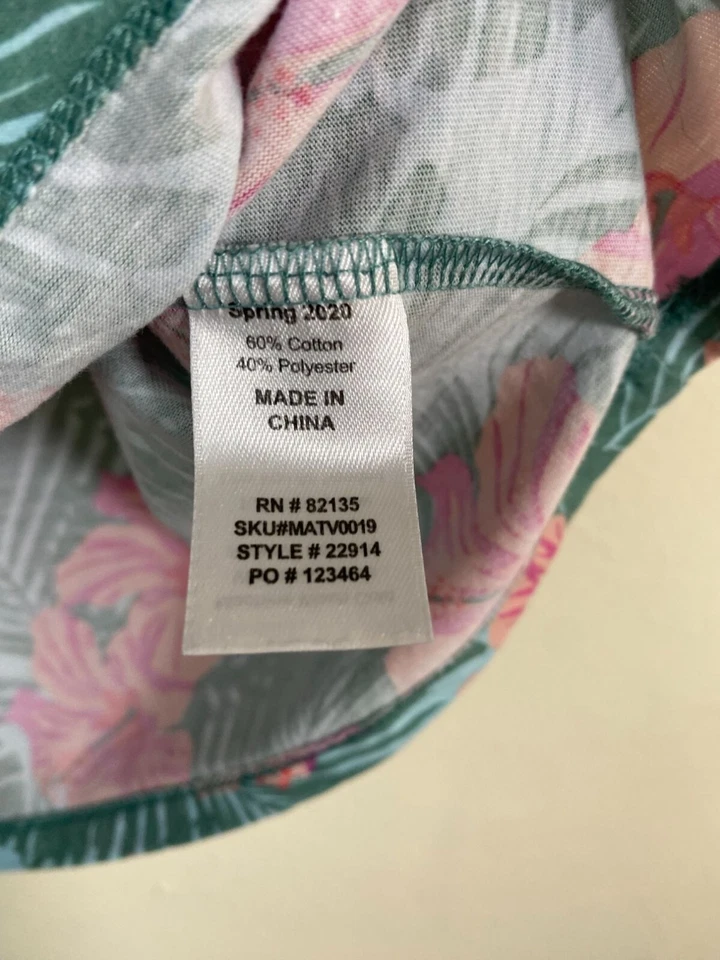 Spring 2020
60% Cotton
40% Polyester
MADE IN
CHINA
RN # 82135
SKU#MATV0019
STYLE # 22914
PO # 123464